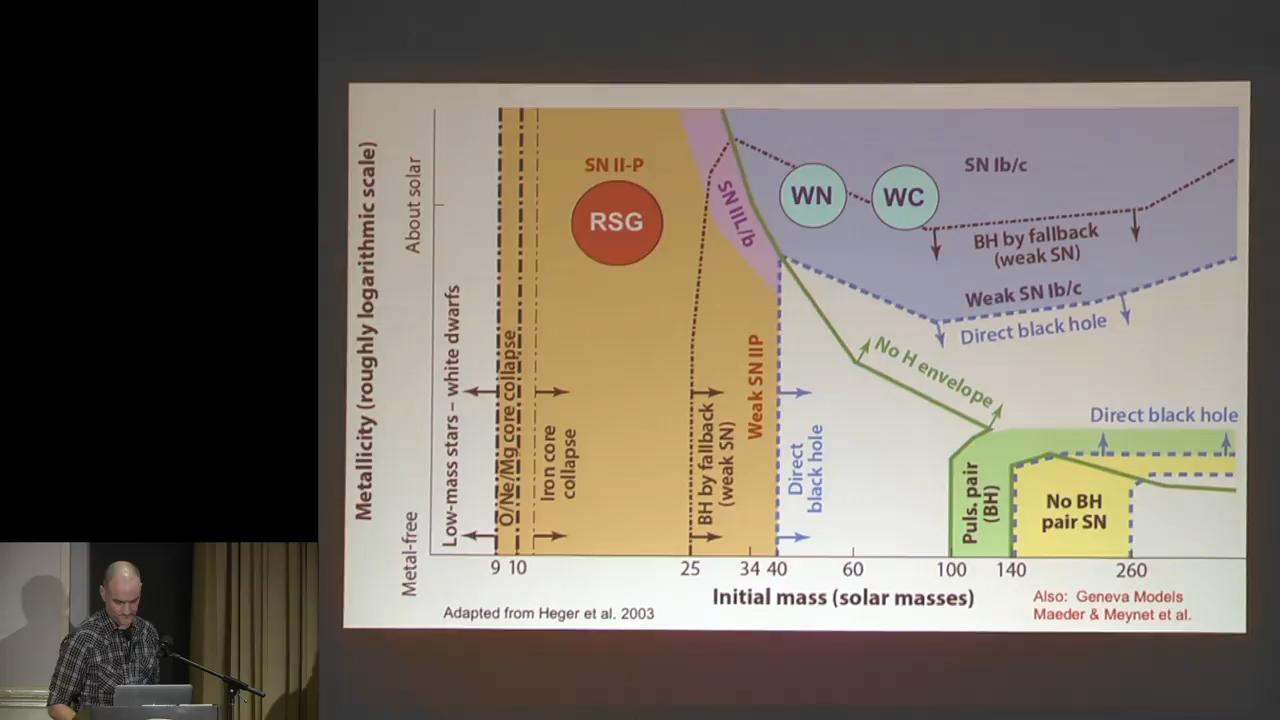 Metallicity (roughly logarithmic scale)
About solar
Metal-free
Low-mass stars – white dwarfs
O/Ne/Mg core collapse
Iron core
collapse
SN II-P
RSG
SN IIL/b
BH by fallback
(weak SN)
Weak SN IIP
Direct
black hole
WN
WC
SN Ib/c
BH by fallback
(weak SN)
Weak SN Ib/c
Direct black hole
No H envelope
Direct black hole
Puls. pair
(BH)
No BH
pair SN
9 10 25 34 40 60 100 140 260
Initial mass (solar masses)
Adapted from Heger et al. 2003
Also: Geneva Models
Maeder & Meynet et al.